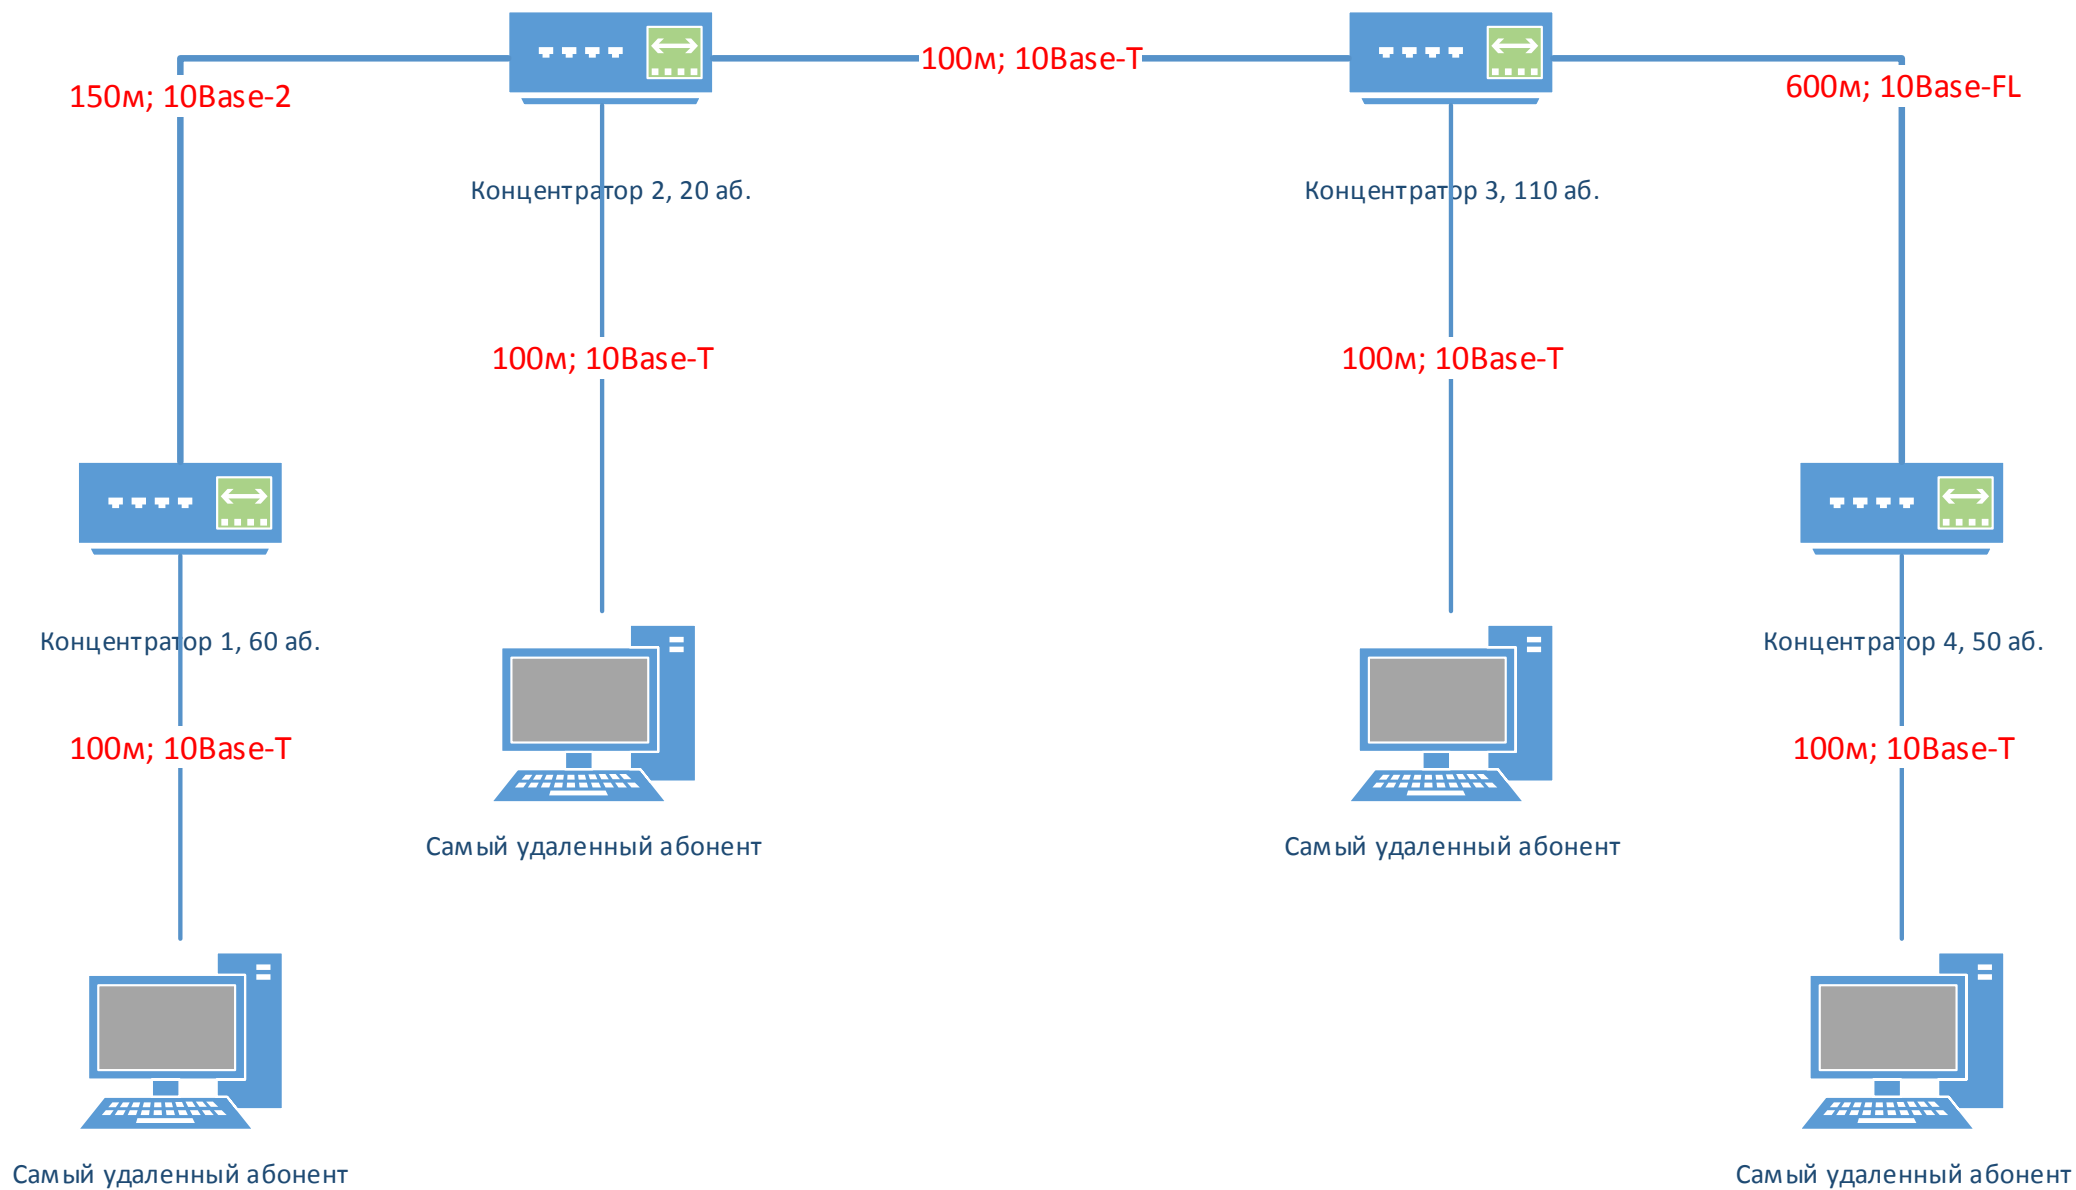 100м; 10Base-T
150м; 10Base-2
600м; 10Base-FL
Концентратор 2, 20 аб.
Концентратор 3, 110 аб.
100м; 10Base-T
100м; 10Base-T
Концентратор 1, 60 аб.
Концентратор 4, 50 аб.
100м; 10Base-T
100м; 10Base-T
Самый удаленный абонент
Самый удаленный абонент
Самый удаленный абонент
Самый удаленный абонент